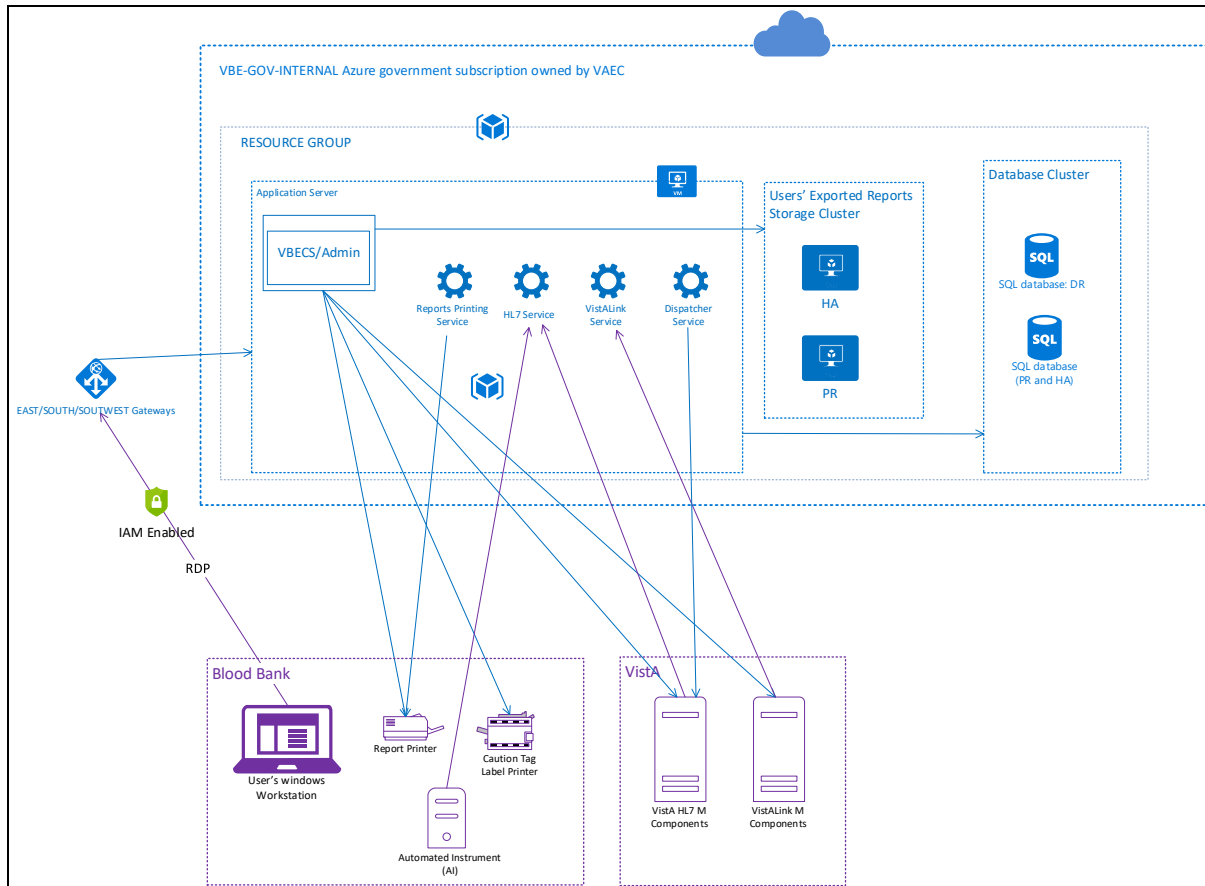 VBE-GOV-INTERNAL Azure government subscription owned by VAEC
RESOURCE GROUP
Application Server
VM
VBECS/Admin
Reports Printing
Service
HL7 Service
VistALink
Service
Dispatcher
Service
Users’ Exported Reports
Storage Cluster
HA
PR
Database Cluster
SQL
SQL database: DR
SQL
SQL database
(PR and HA)
EAST/SOUTH/SOUTWEST Gateways
IAM Enabled
RDP
Blood Bank
User’s windows
Workstation
Report Printer
Caution Tag
Label Printer
Automated Instrument
(AI)
VistA
VistA HL7 M
Components
VistALink M
Components